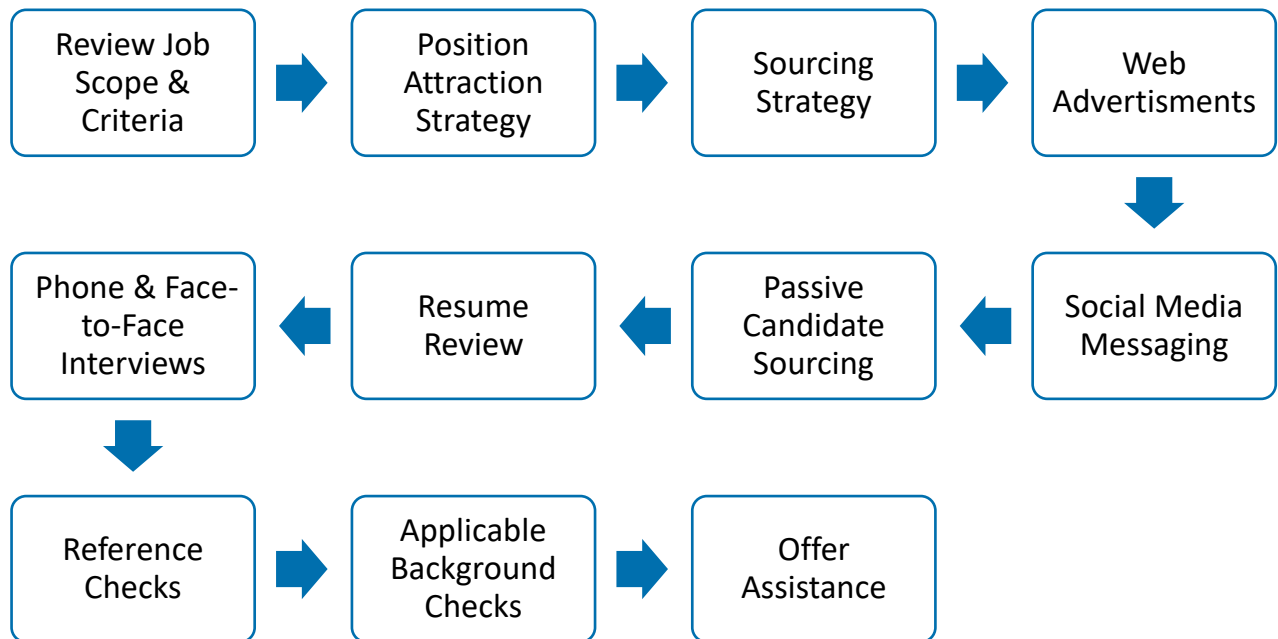 Review Job
Scope &
Criteria
Position
Attraction
Strategy
Sourcing
Strategy
Web
Advertisments
Social Media
Messaging
Passive
Candidate
Sourcing
Resume
Review
Phone & Face-
to-Face
Interviews
Reference
Checks
Applicable
Background
Checks
Offer
Assistance